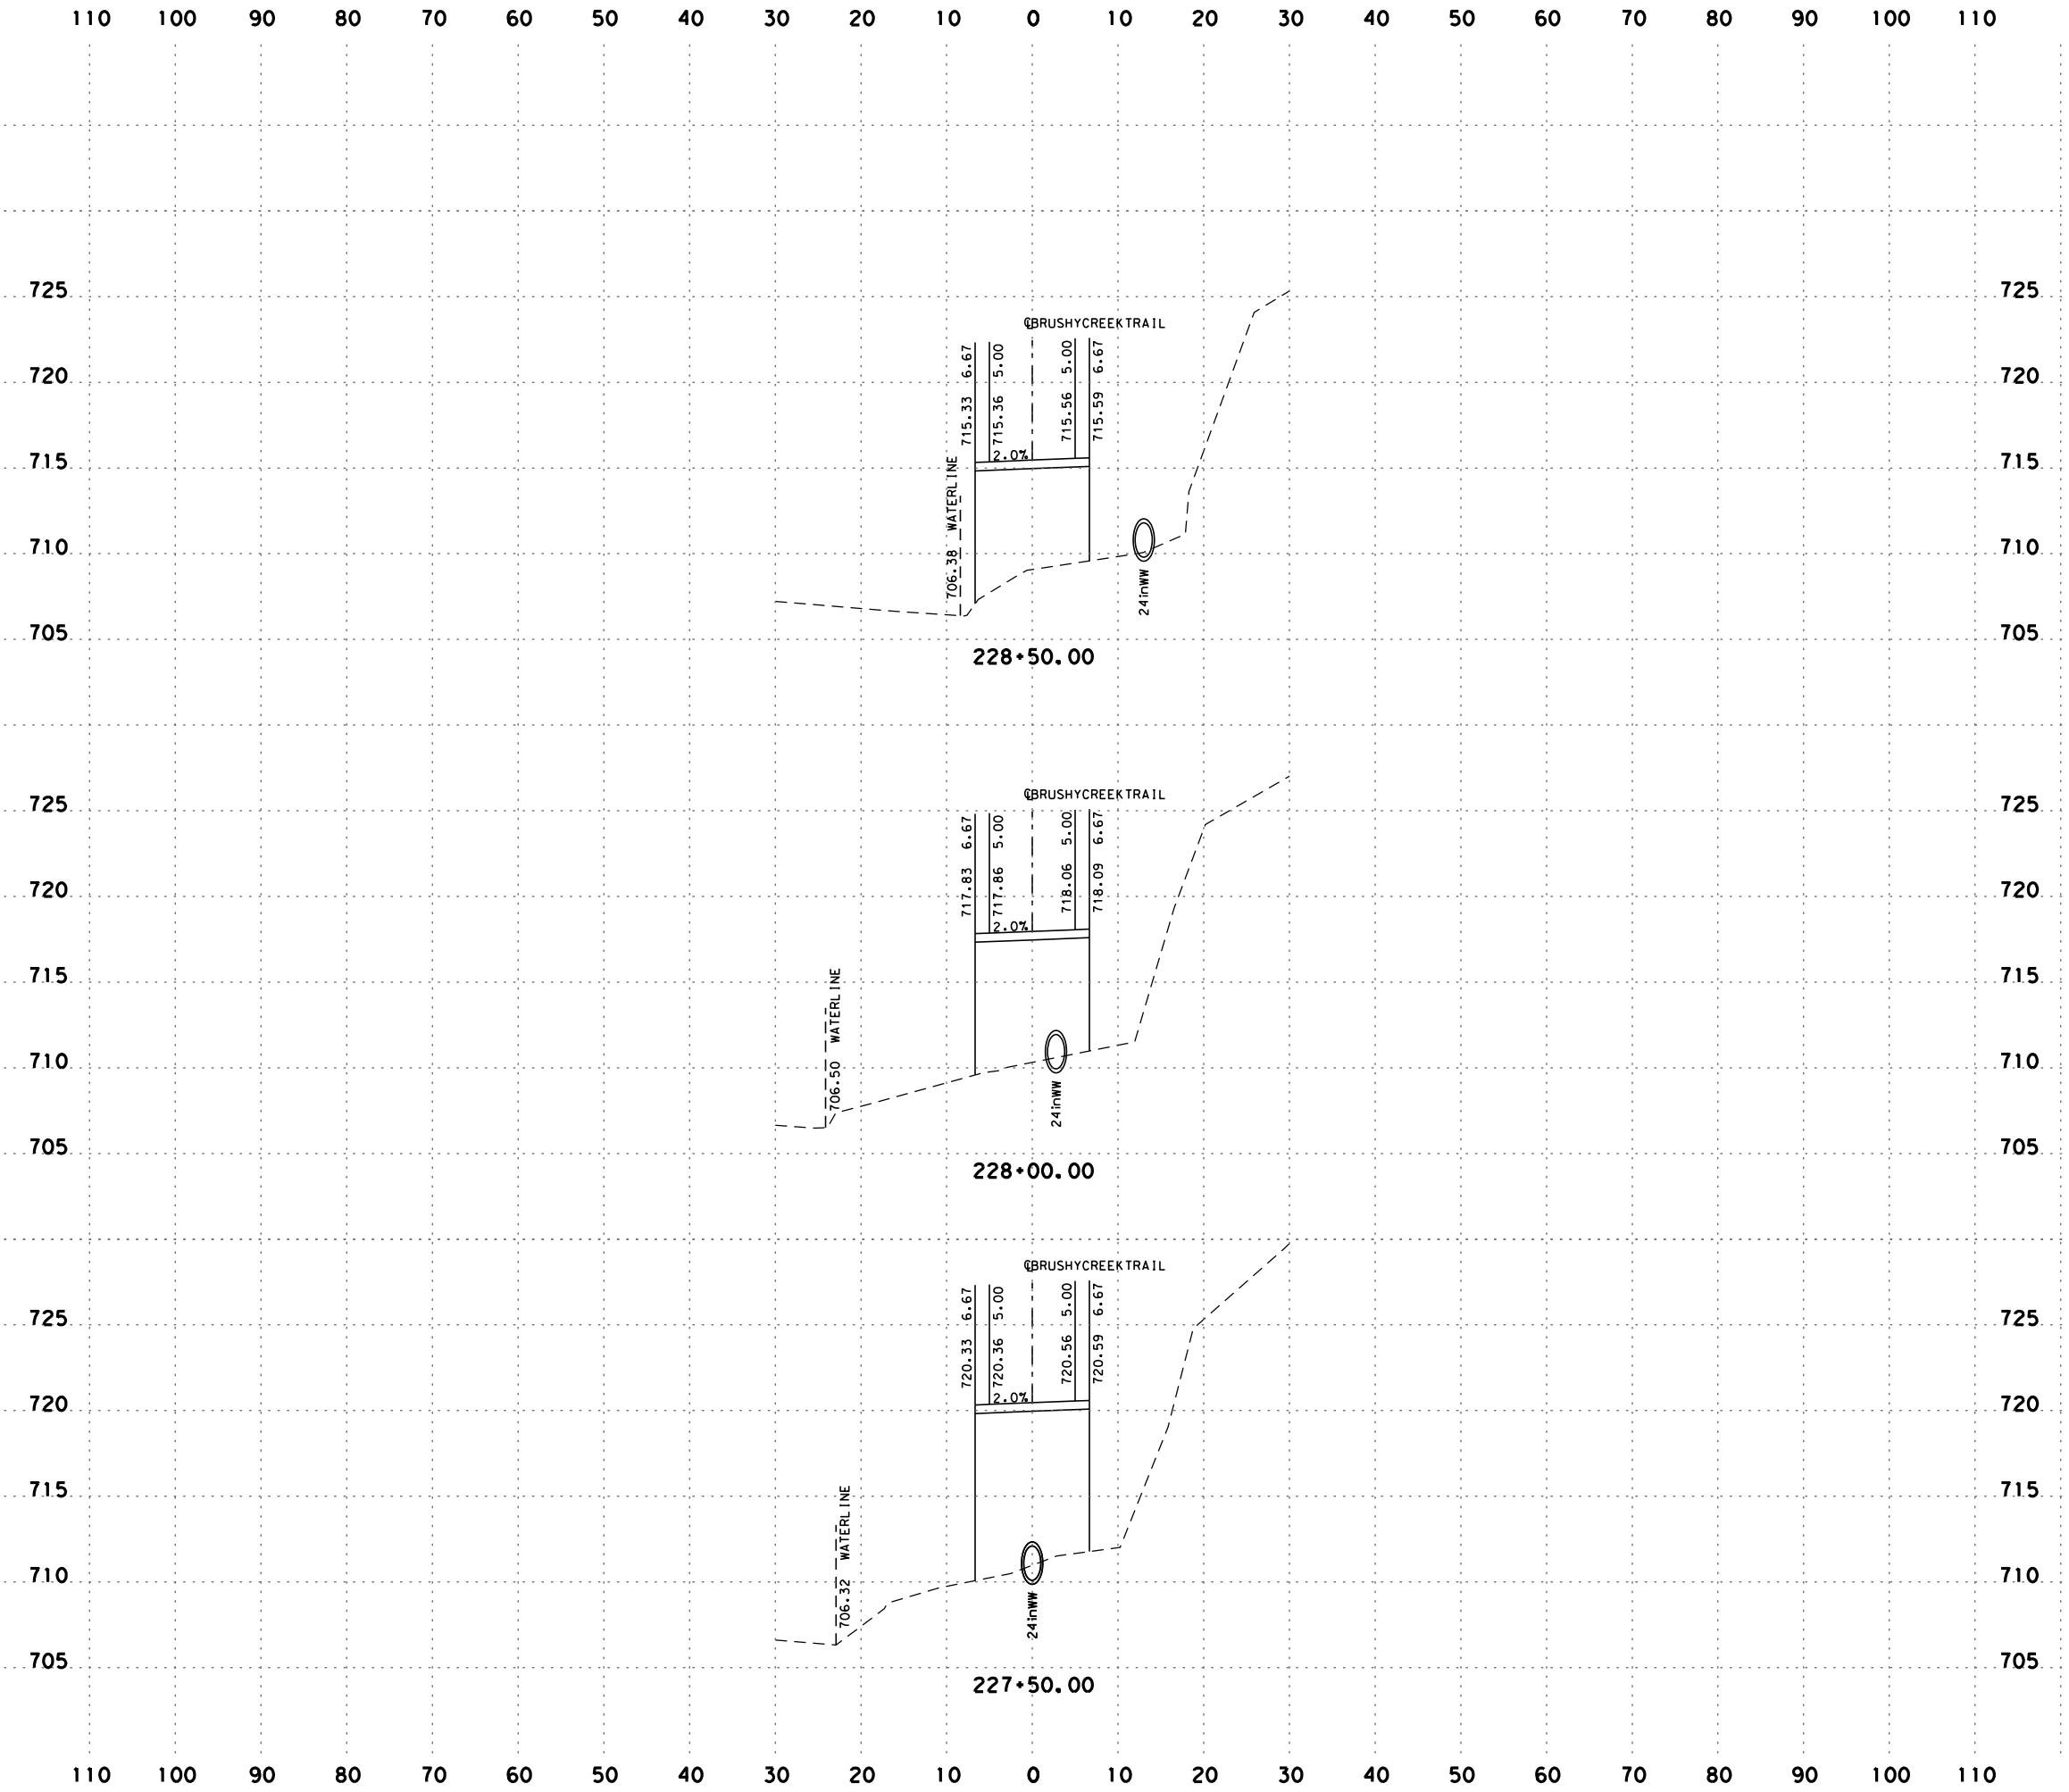 110 100 90 80 70 60 50 40 30 20 10 0 10 20 30 40 50 60 70 80 90 100 110
725 725
℄BRUSHYCREEKTRAIL
720 6.67 5.00 5.00 6.67 720
715.33 715.36 715.56 715.59
715 2.0% 715
706.38 WATERLINE
710 710
24inWW
705 705
228+50.00
725 725
℄BRUSHYCREEKTRAIL
6.67 5.00 5.00 6.67
720 717.83 717.86 718.06 718.09 720
2.0%
715 715
706.50 WATERLINE
710 710
24inWW
705 705
228+00.00
℄BRUSHYCREEKTRAIL
725 6.67 5.00 5.00 6.67 725
720.33 720.36 720.56 720.59
720 2.0% 720
715 715
706.32 WATERLINE
710 710
24inWW
705 705
227+50.00
110 100 90 80 70 60 50 40 30 20 10 0 10 20 30 40 50 60 70 80 90 100 110